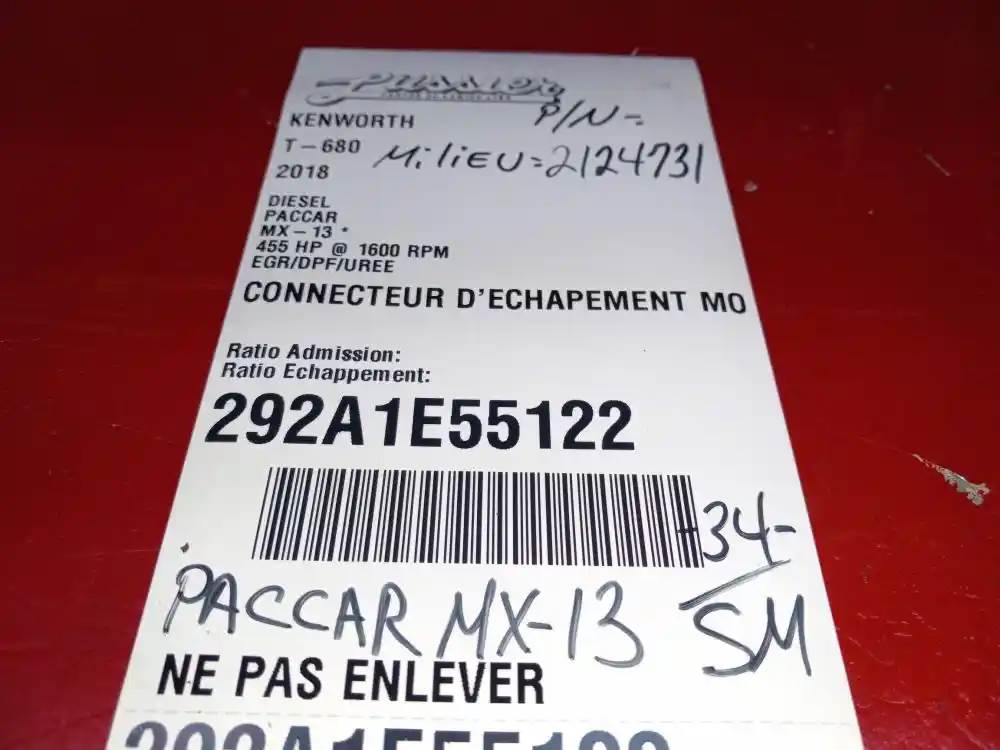 P/N-:
KENWORTH
T-680 MiLiEU=2124731
2018
DIESEL
PACCAR
MX-13 *
455 HP @ 1600 RPM
EGR/DPF/UREE
CONNECTEUR D'ECHAPEMENT MO
Ratio Admission:
Ratio Echappement:
292A1E55122
-34-
PACCAR MX-13 SM
NE PAS ENLEVER
292A1E55122